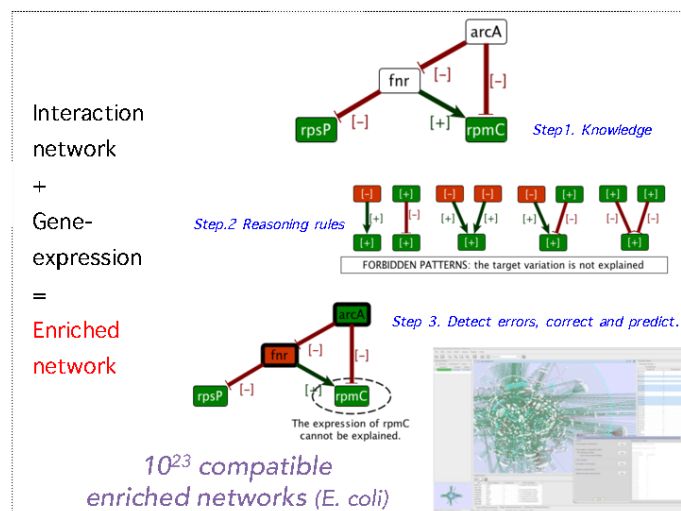 arcA
[-]
fnr
[-]
rpsP
[-]
[+]
rpmC
Step1. Knowledge
Interaction
network
+
Gene-
expression
=
Enriched
network
Step.2 Reasoning rules
[-] [+] [-] [-] [-] [+] [+] [+]
[+] [-] [+] [+] [+] [-] [-] [-]
[+] [+] [+] [+] [+]
FORBIDDEN PATTERNS: the target variation is not explained
Step 3. Detect errors, correct and predict.
arcA
[-]
fnr
[-]
rpsP
[-]
[+]
rpmC
The expression of rpmC
cannot be explained.
10²³ compatible
enriched networks (E. coli)